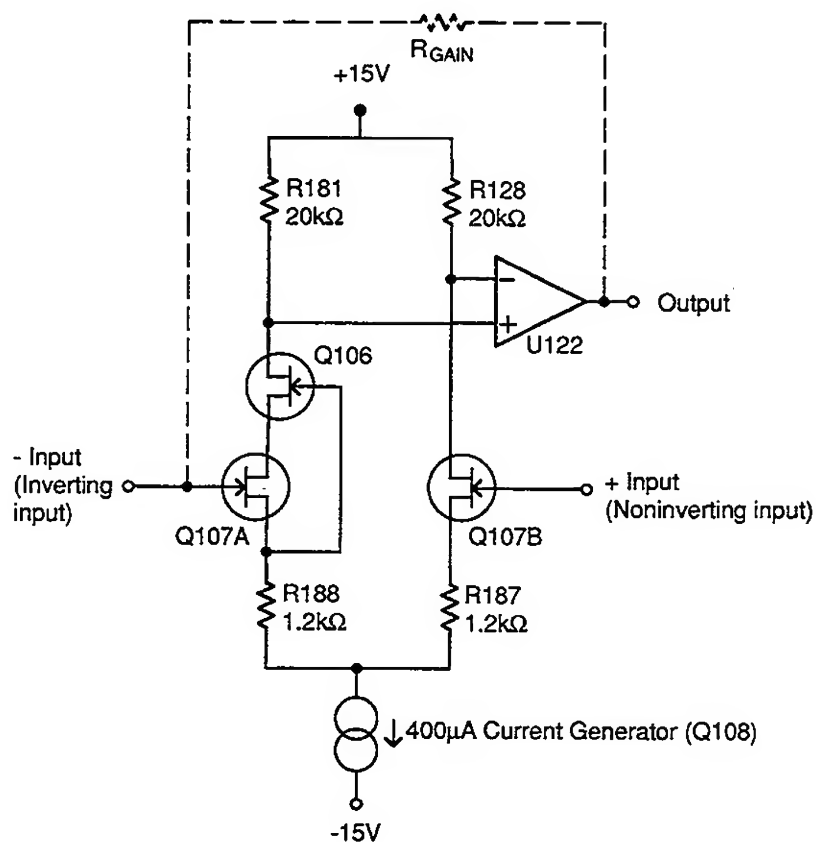 R_GAIN
+15V
R181
20kΩ
R128
20kΩ
−
+
U122
Output
Q106
- Input
(Inverting
input)
Q107A
Q107B
+ Input
(Noninverting input)
R188
1.2kΩ
R187
1.2kΩ
400µA Current Generator (Q108)
-15V